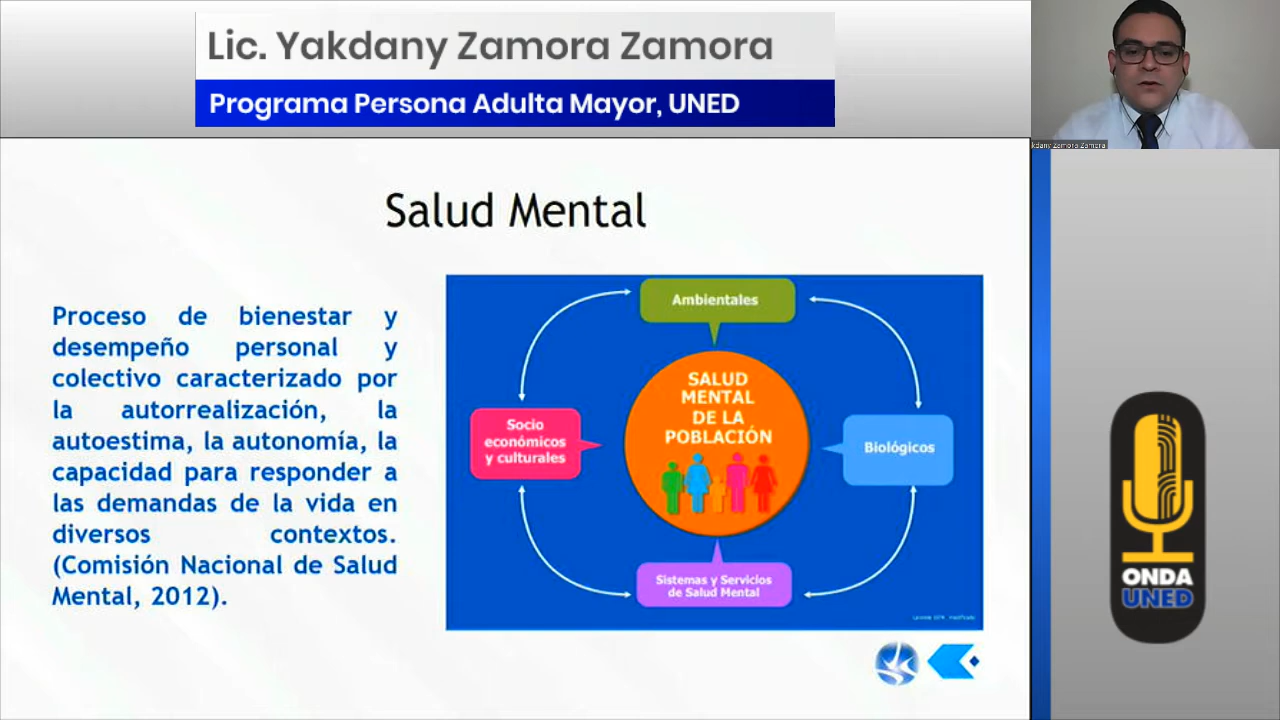 Lic. Yakdany Zamora Zamora
Programa Persona Adulta Mayor, UNED
kdany Zamora Zamora
Salud Mental
Proceso de bienestar y
desempeño personal y
colectivo caracterizado por
la autorrealización, la
autoestima, la autonomía, la
capacidad para responder a
las demandas de la vida en
diversos contextos.
(Comisión Nacional de Salud
Mental, 2012).
Ambientales
SALUD
MENTAL
DE LA
POBLACIÓN
Socio
económicos
y culturales
Biológicos
Sistemas y Servicios
de Salud Mental
ONDA
UNED